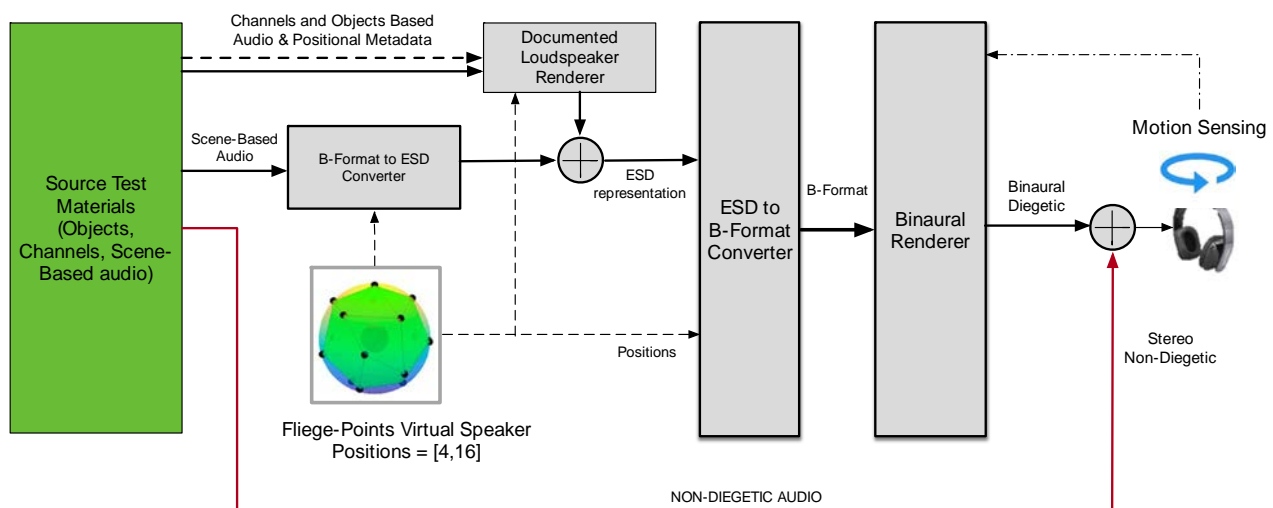 Channels and Objects Based
Audio & Positional Metadata
Documented
Loudspeaker
Renderer
Motion Sensing
Scene-Based
Audio
B-Format to ESD
Converter
ESD
representation
Source Test
Materials
(Objects,
Channels, Scene-
Based audio)
ESD to
B-Format
Converter
B-Format
Binaural
Renderer
Binaural
Diegetic
Positions
Stereo
Non-Diegetic
Fliege-Points Virtual Speaker
Positions = [4,16]
NON-DIEGETIC AUDIO